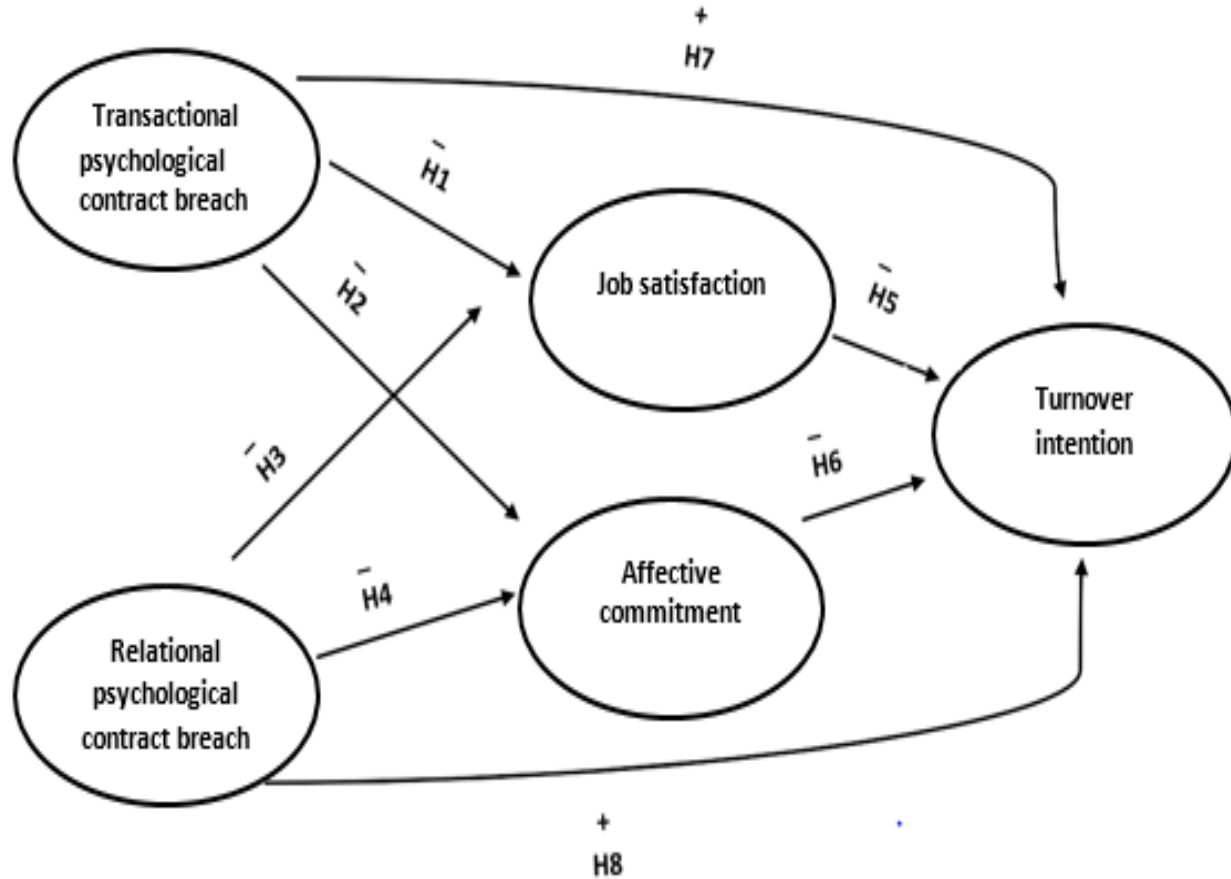 +
H7
Transactional
psychological
contract breach
−
H1
−
H2
Job satisfaction
−
H5
Turnover
intention
−
H3
−
H6
−
H4
Affective
commitment
Relational
psychological
contract breach
+
H8